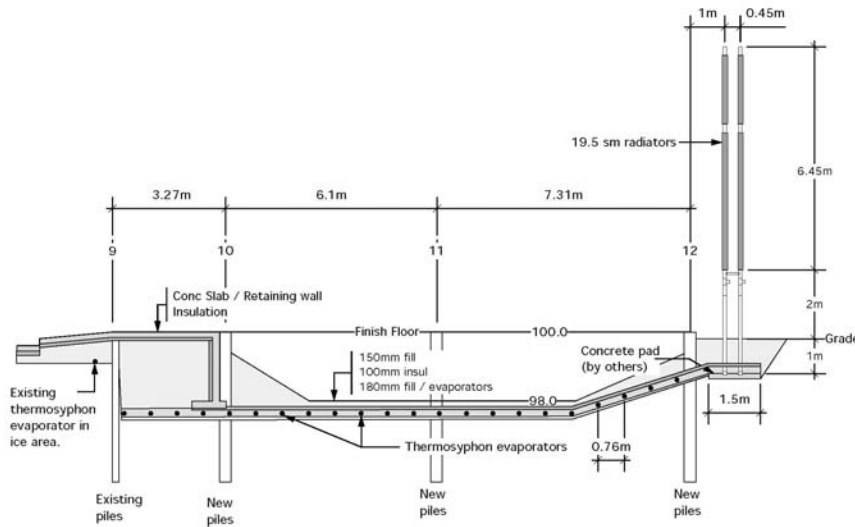 1m
0.45m
19.5 sm radiators
6.45m
3.27m
6.1m
7.31m
9
10
11
12
Conc Slab / Retaining wall
Insulation
2m
Finish Floor
100.0
Grade
150mm fill
100mm insul
180mm fill / evaporators
Concrete pad
(by others)
1m
Existing
thermosyphon
evaporator in
ice area.
98.0
1.5m
Thermosyphon evaporators
0.76m
Existing
piles
New
piles
New
piles
New
piles